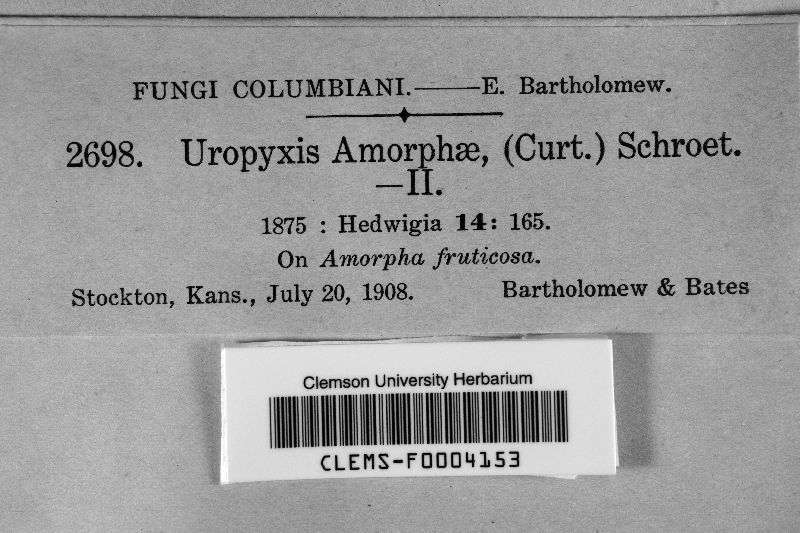 FUNGI COLUMBIANI.——E. Bartholomew.
2698. Uropyxis Amorphæ, (Curt.) Schroet.
—II.
1875 : Hedwigia 14: 165.
On Amorpha fruticosa.
Stockton, Kans., July 20, 1908. Bartholomew & Bates
Clemson University Herbarium
CLEMS-F0004153